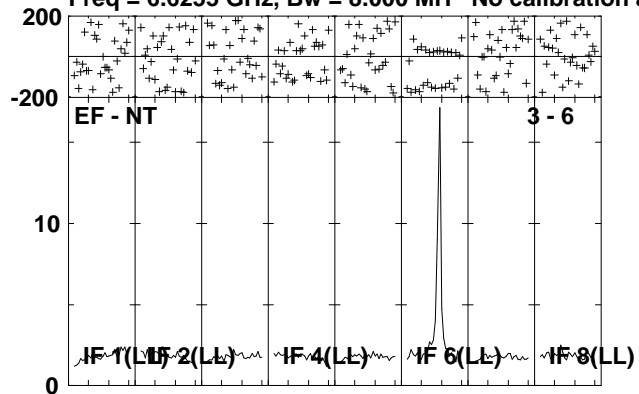 Freq = 6.6255 GHz, Bw = 8.000 MH No calibration a
200
-200
EF - NT 3 - 6
10
IF 1(LL) IF 2(LL) IF 4(LL) IF 6(LL) IF 8(LL)
0